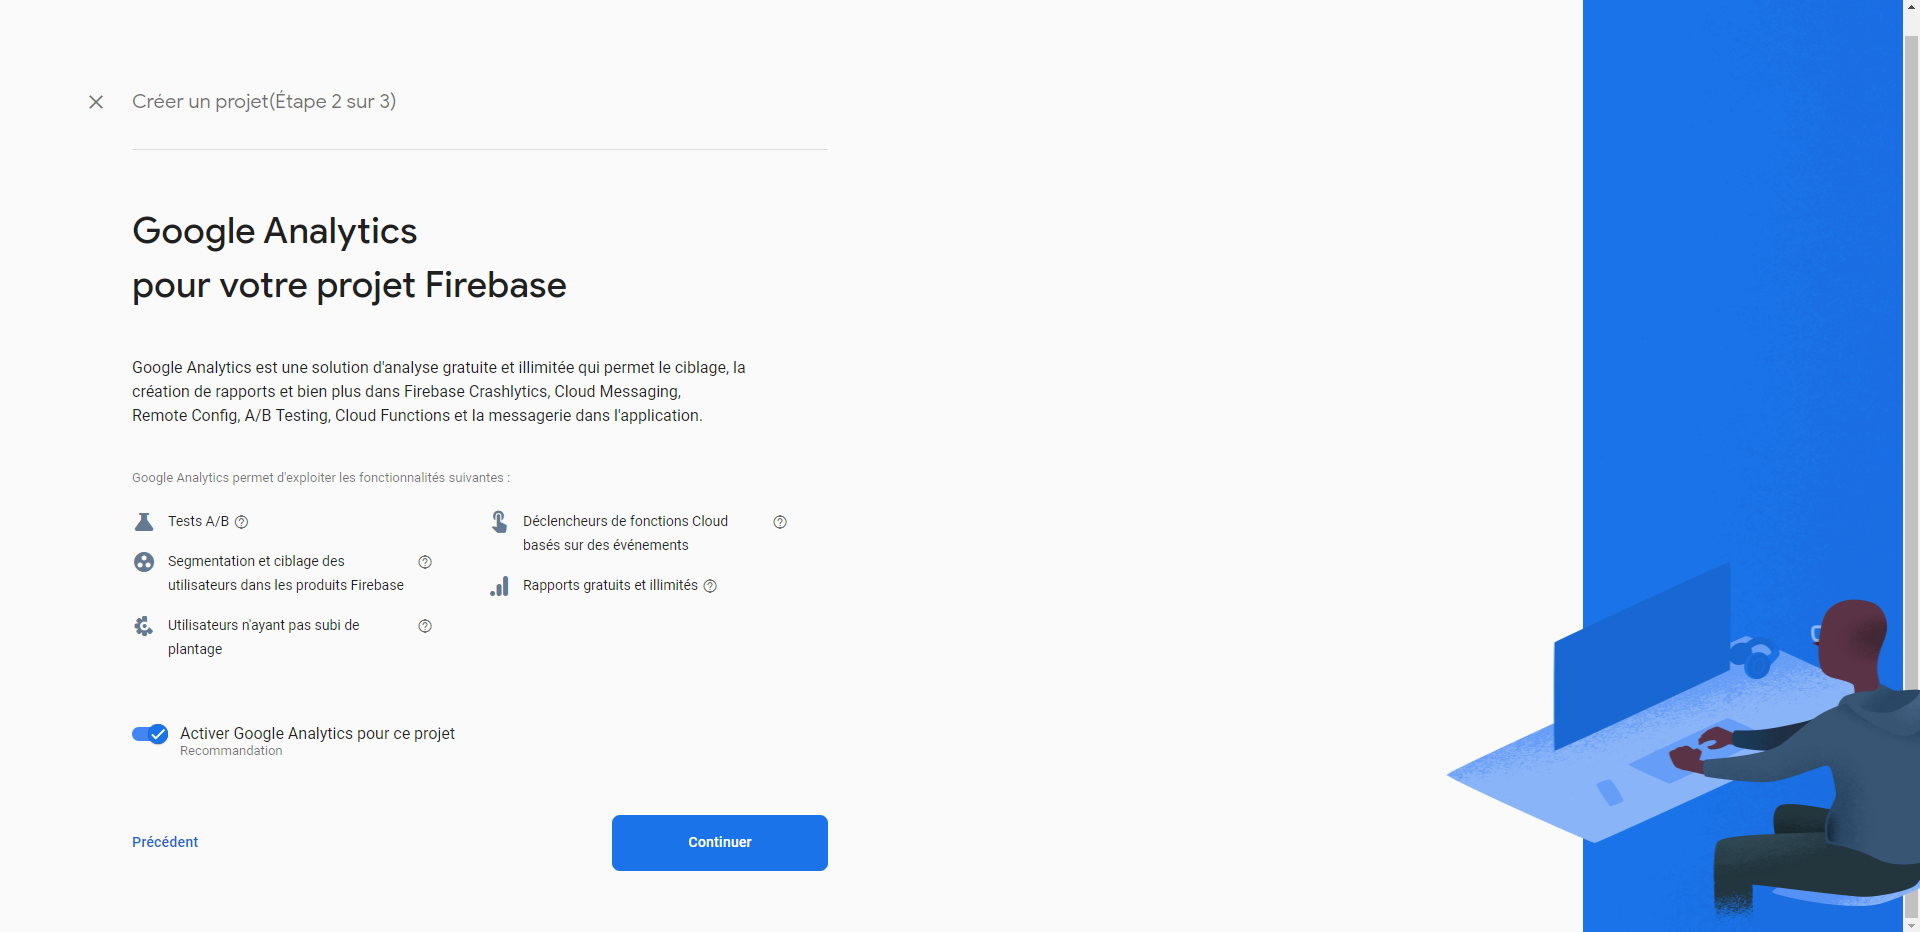 Créer un projet(Étape 2 sur 3)
Google Analytics
pour votre projet Firebase
Google Analytics est une solution d'analyse gratuite et illimitée qui permet le ciblage, la
création de rapports et bien plus dans Firebase Crashlytics, Cloud Messaging,
Remote Config, A/B Testing, Cloud Functions et la messagerie dans l'application.
Google Analytics permet d'exploiter les fonctionnalités suivantes :
Tests A/B
Segmentation et ciblage des
utilisateurs dans les produits Firebase
Utilisateurs n'ayant pas subi de
plantage
Déclencheurs de fonctions Cloud
basés sur des événements
Rapports gratuits et illimités
Activer Google Analytics pour ce projet
Recommandation
Précédent
Continuer